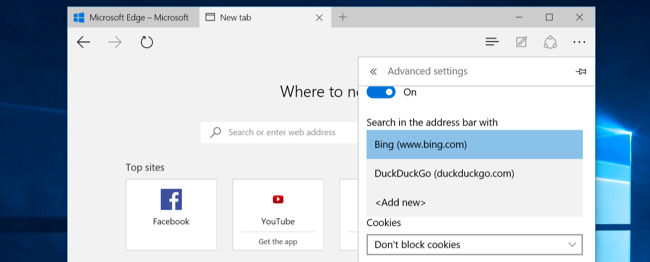 Microsoft Edge – Microsoft
New tab
Advanced settings
On
Where to n
Search in the address bar with
Search or enter web address
Bing (www.bing.com)
DuckDuckGo (duckduckgo.com)
<Add new>
Top sites
Facebook
YouTube
Get the app
Cookies
Don't block cookies